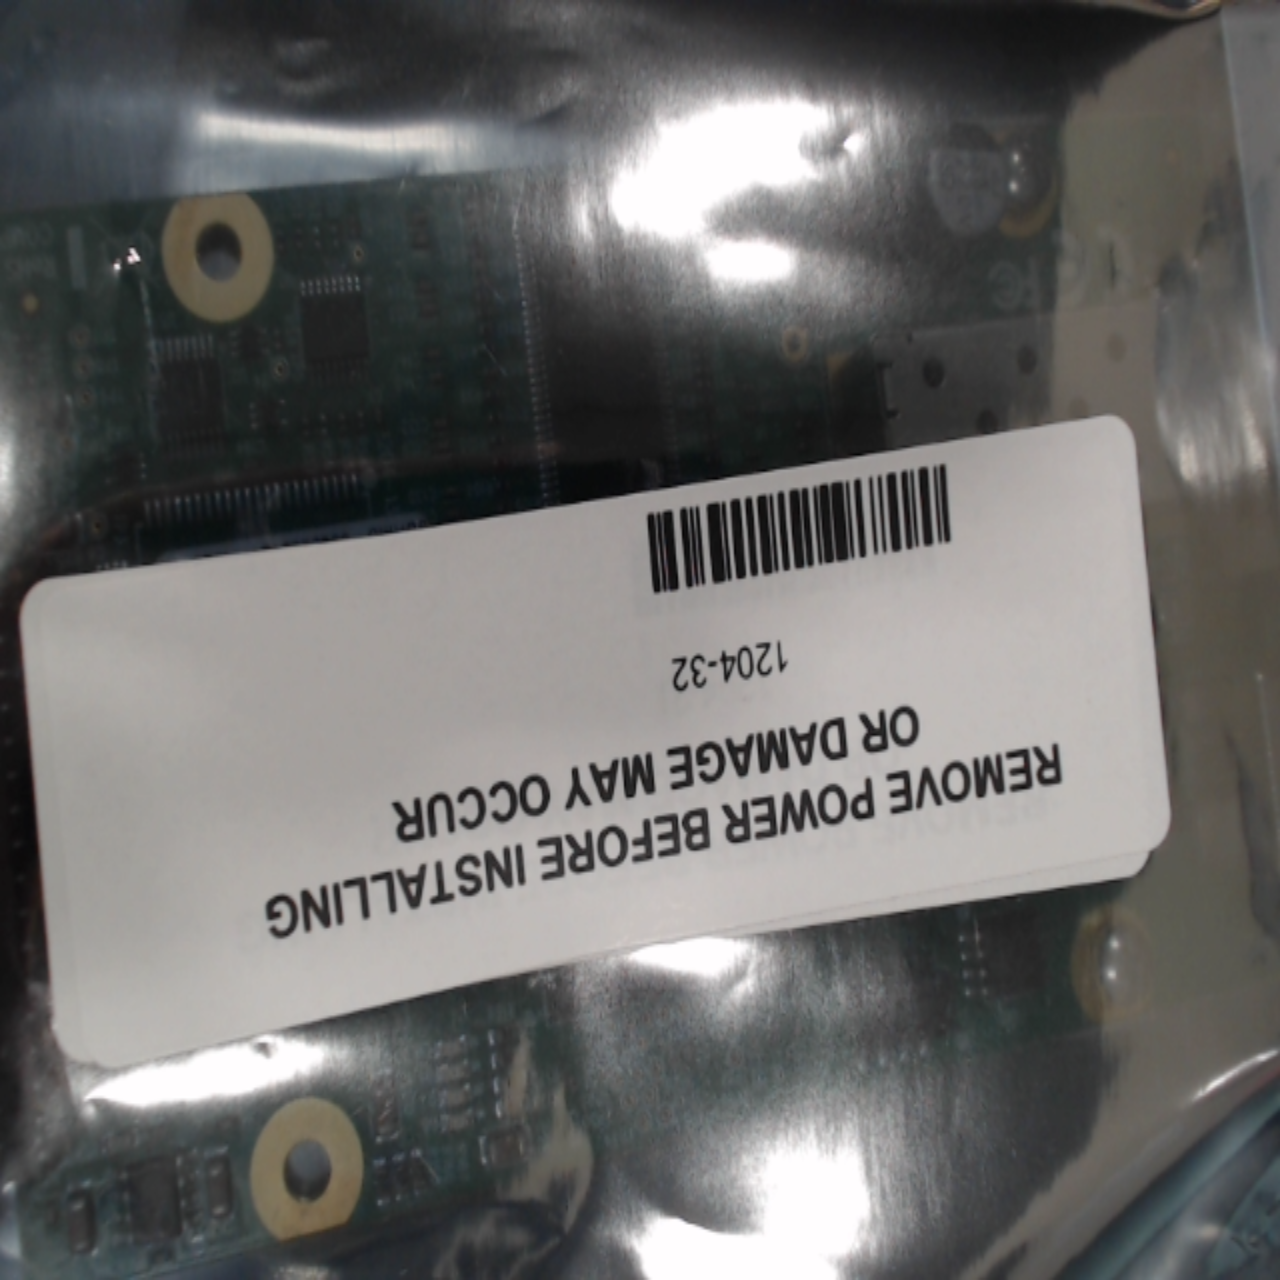 REMOVE POWER BEFORE INSTALLING
OR DAMAGE MAY OCCUR
1204-32